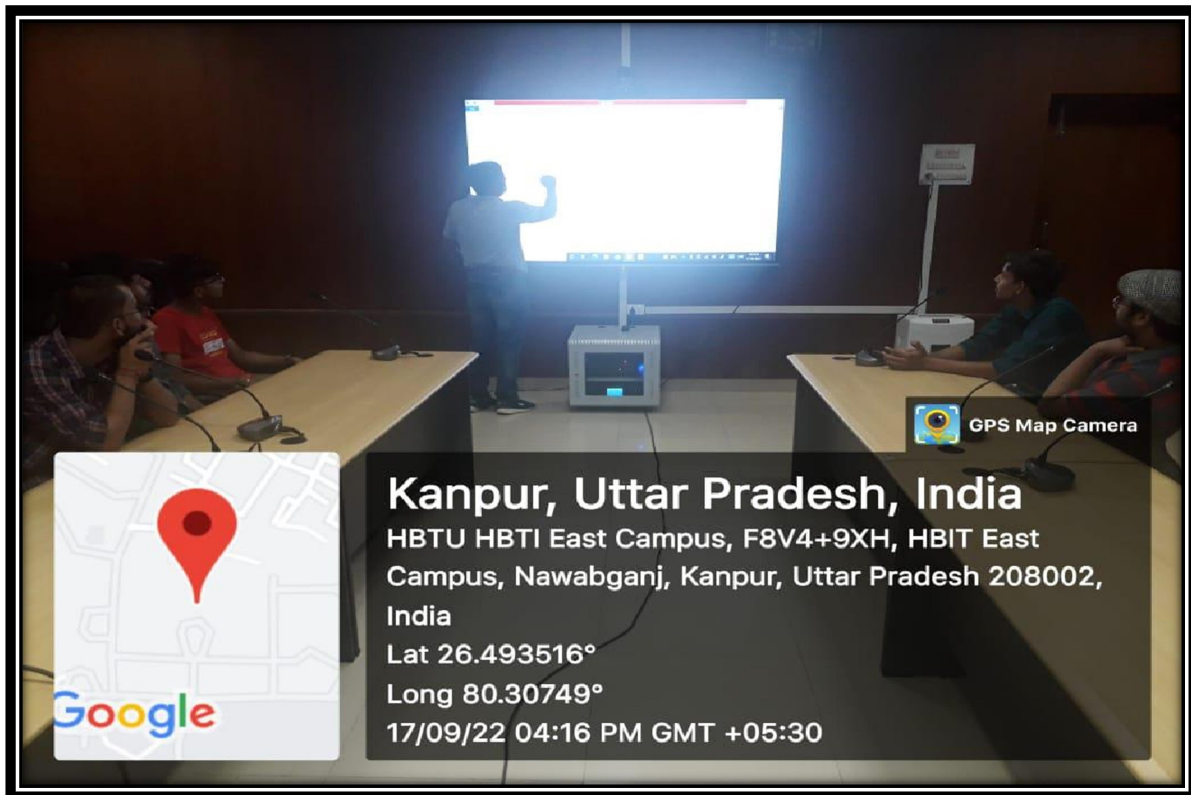 GPS Map Camera
Kanpur, Uttar Pradesh, India
HBTU HBTI East Campus, F8V4+9XH, HBIT East
Campus, Nawabganj, Kanpur, Uttar Pradesh 208002,
India
Lat 26.493516°
Long 80.30749°
17/09/22 04:16 PM GMT +05:30
Google